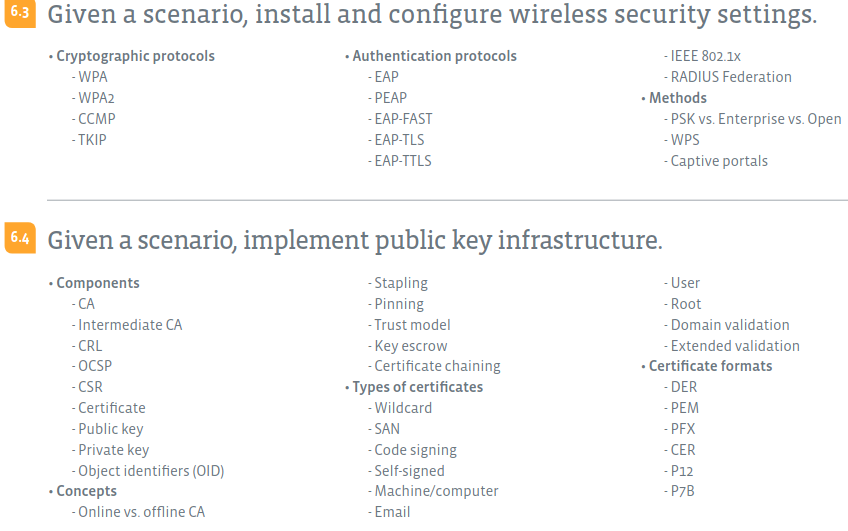 6.3 Given a scenario, install and configure wireless security settings.
• Cryptographic protocols
- WPA
- WPA2
- CCMP
- TKIP
• Authentication protocols
- EAP
- PEAP
- EAP-FAST
- EAP-TLS
- EAP-TTLS
- IEEE 802.1x
- RADIUS Federation
• Methods
- PSK vs. Enterprise vs. Open
- WPS
- Captive portals
6.4 Given a scenario, implement public key infrastructure.
• Components
- CA
- Intermediate CA
- CRL
- OCSP
- CSR
- Certificate
- Public key
- Private key
- Object identifiers (OID)
• Concepts
- Online vs. offline CA
- Stapling
- Pinning
- Trust model
- Key escrow
- Certificate chaining
• Types of certificates
- Wildcard
- SAN
- Code signing
- Self-signed
- Machine/computer
- Email
- User
- Root
- Domain validation
- Extended validation
• Certificate formats
- DER
- PEM
- PFX
- CER
- P12
- P7B